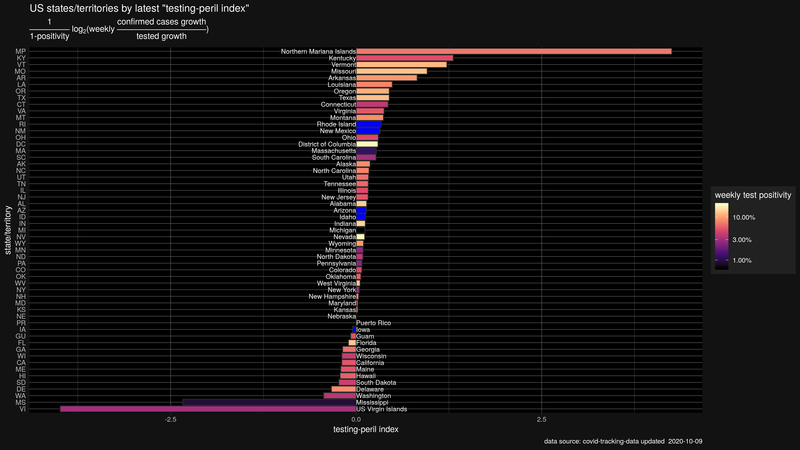 US states/territories by latest "testing-peril index"
1 confirmed cases growth
log2(weekly )
1-positivity tested growth
MP Northern Mariana Islands
KY Kentucky
VT Vermont
MO Missouri
AR Arkansas
LA Louisiana
OR Oregon
TX Texas
CT Connecticut
VA Virginia
MT Montana
RI Rhode Island
NM New Mexico
OH Ohio
DC District of Columbia
MA Massachusetts
SC South Carolina
AK Alaska
NC North Carolina
UT Utah
TN Tennessee
IL Illinois
NJ New Jersey
AL Alabama
AZ Arizona
ID Idaho
IN Indiana
MI Michigan
NV Nevada
WY Wyoming
MN Minnesota
ND North Dakota
PA Pennsylvania
CO Colorado
OK Oklahoma
WV West Virginia
NY New York
NH New Hampshire
MD Maryland
KS Kansas
NE Nebraska
PR Puerto Rico
IA Iowa
GU Guam
FL Florida
GA Georgia
WI Wisconsin
CA California
ME Maine
HI Hawaii
SD South Dakota
DE Delaware
WA Washington
MS Mississippi
VI US Virgin Islands
state/territory
-2.5 0.0 2.5
testing-peril index
weekly test positivity
10.00%
3.00%
1.00%
data source: covid-tracking-data updated 2020-10-09